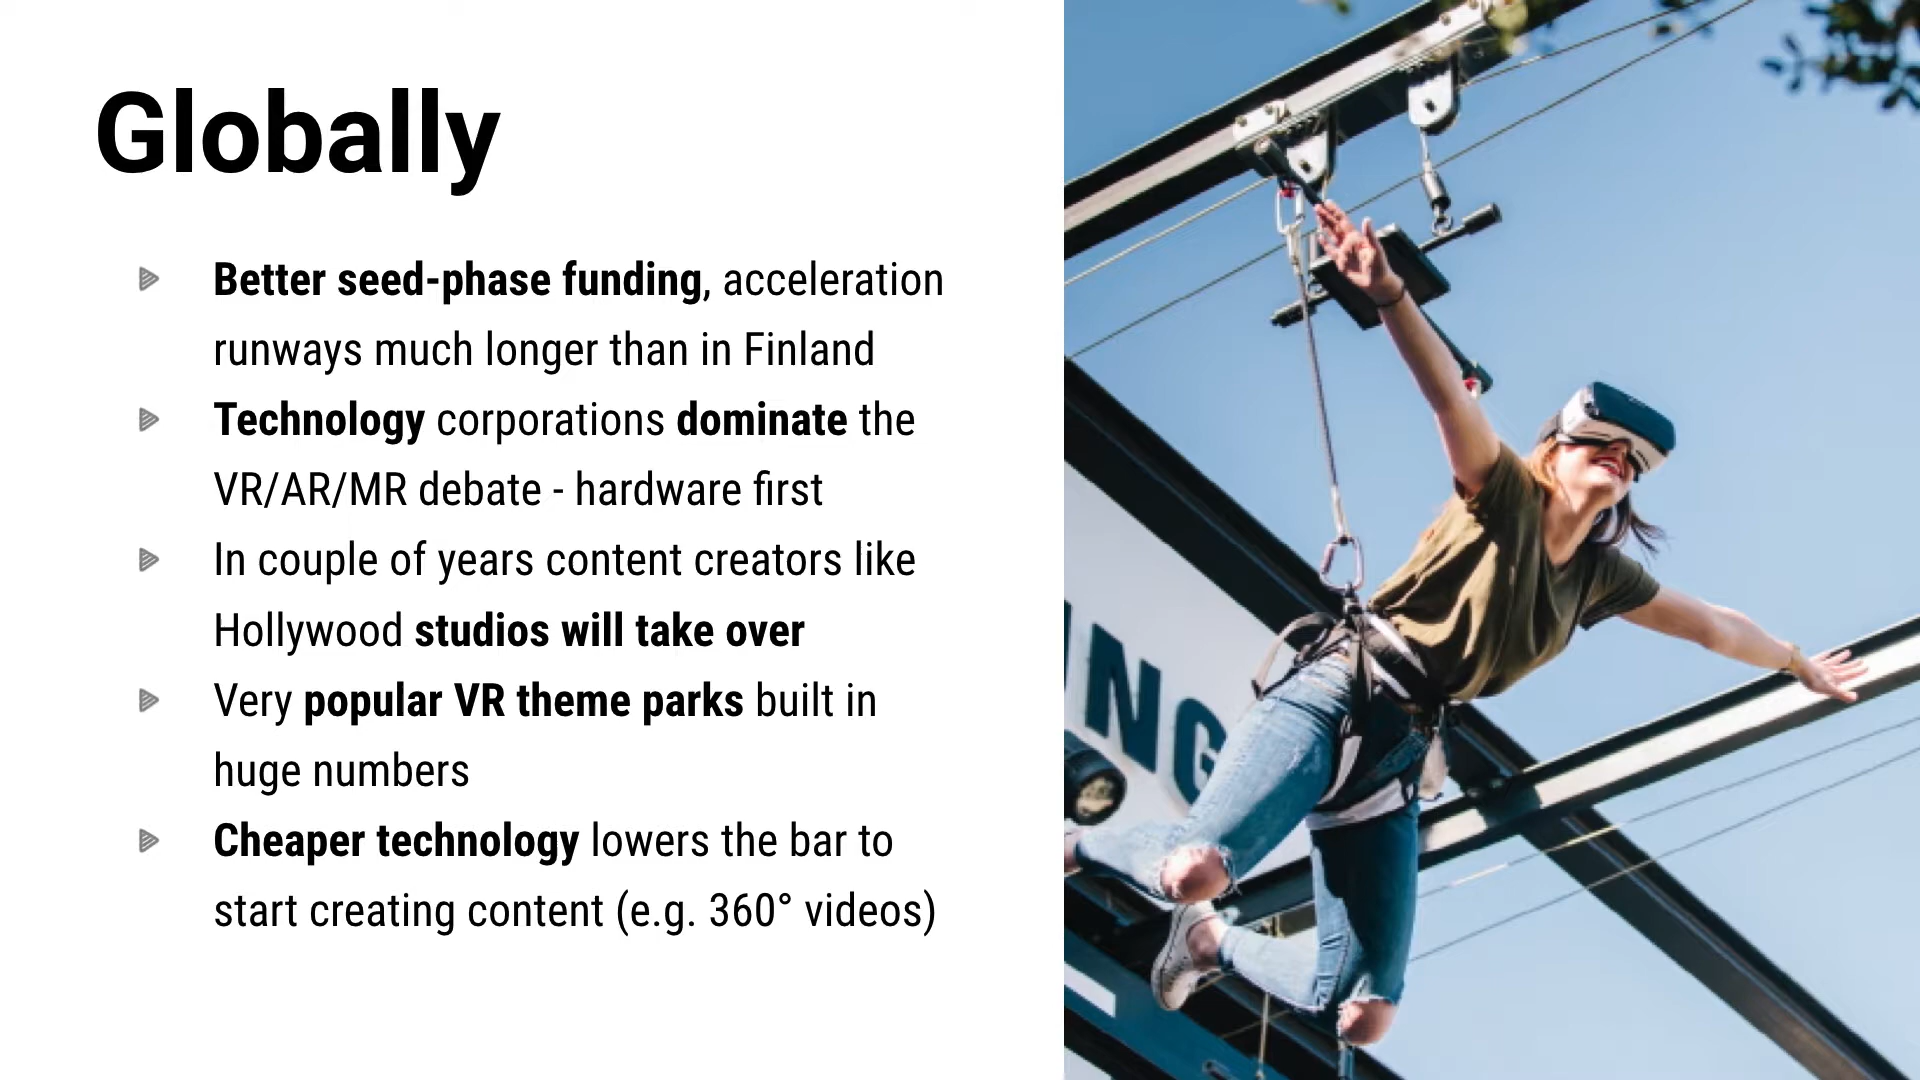 Globally
Better seed-phase funding, acceleration
runways much longer than in Finland
Technology corporations dominate the
VR/AR/MR debate - hardware first
In couple of years content creators like
Hollywood studios will take over
Very popular VR theme parks built in
huge numbers
Cheaper technology lowers the bar to
start creating content (e.g. 360° videos)
NG